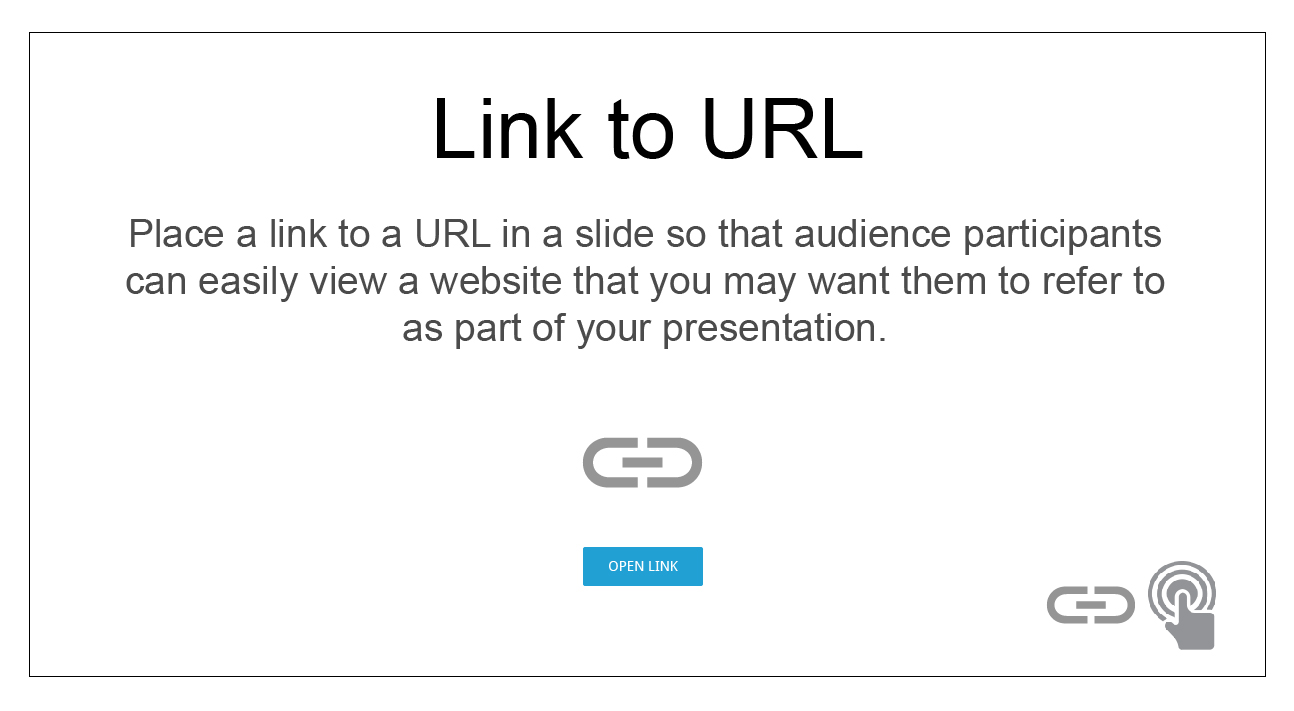 Link to URL
Place a link to a URL in a slide so that audience participants
can easily view a website that you may want them to refer to
as part of your presentation.
OPEN LINK